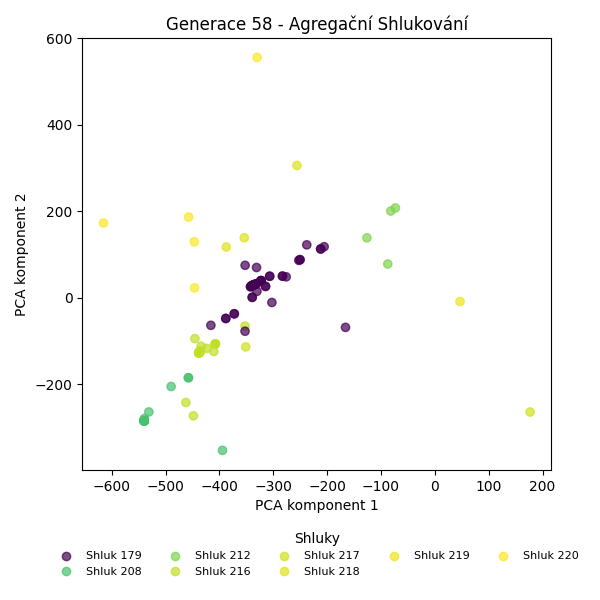 Generace 58 - Agregační Shlukování
600
400
200
0
−200
PCA komponent 2
−600 −500 −400 −300 −200 −100 0 100 200
PCA komponent 1
Shluky
Shluk 179 Shluk 212 Shluk 217 Shluk 219 Shluk 220
Shluk 208 Shluk 216 Shluk 218